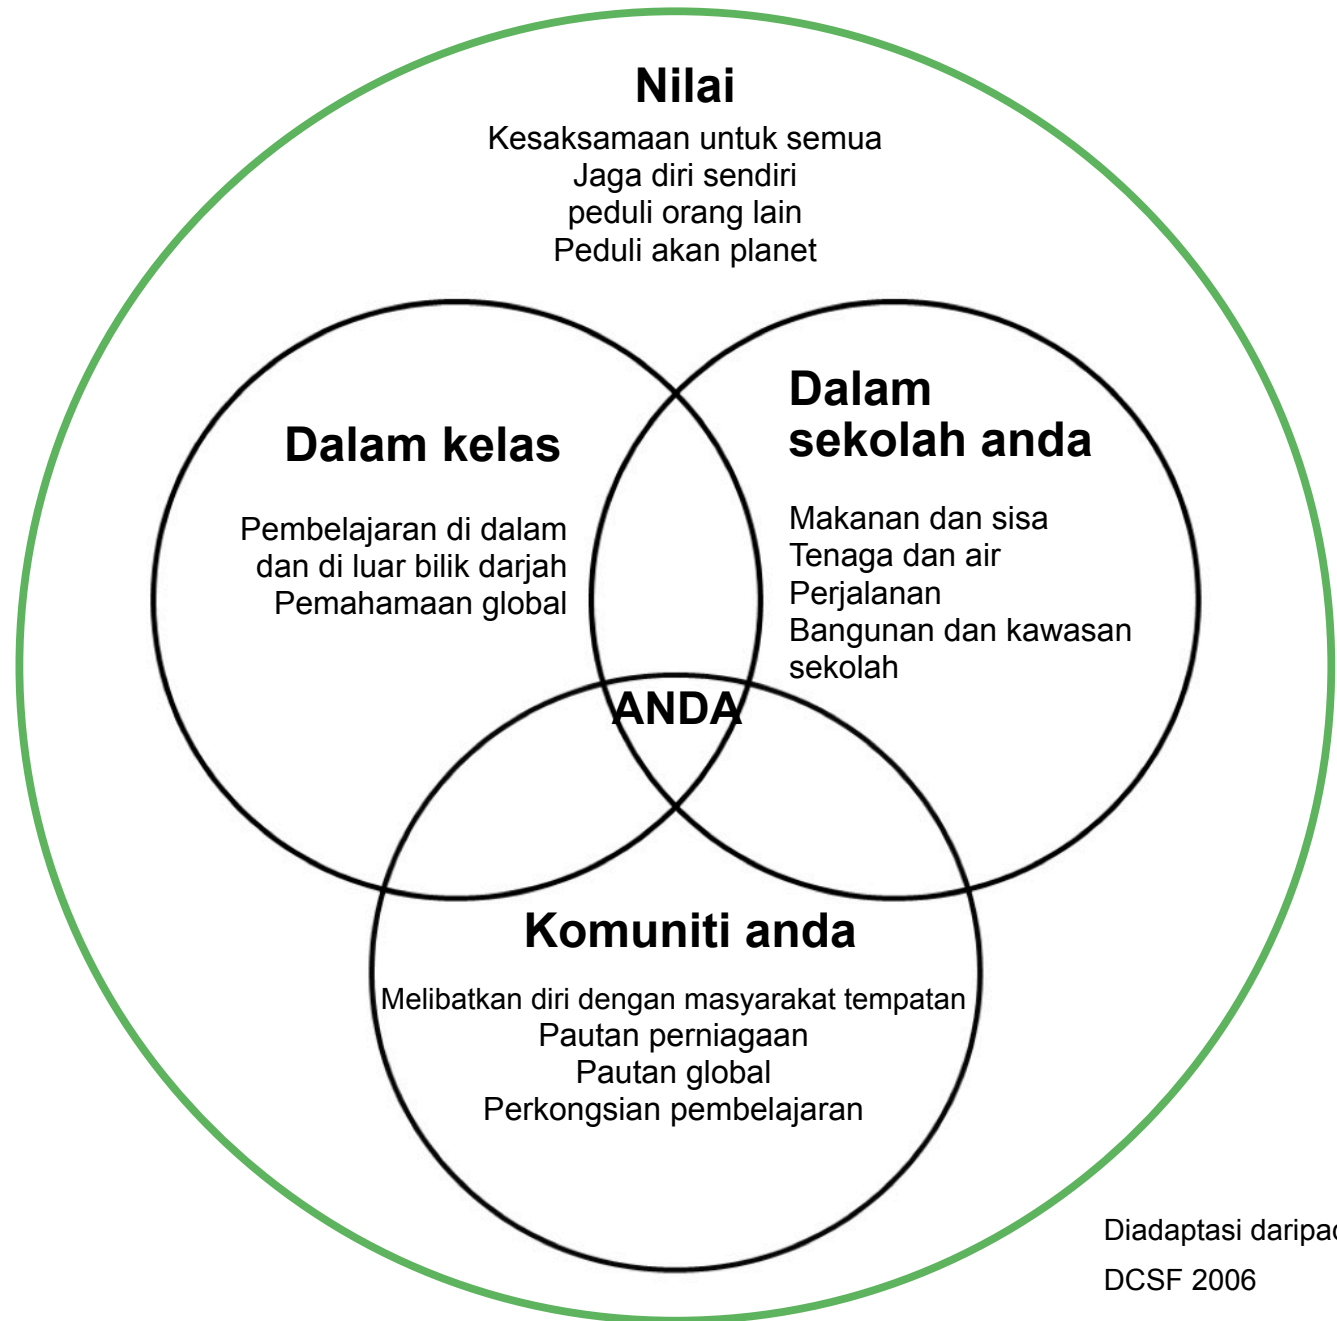 Nilai
Kesaksamaan untuk semua
Jaga diri sendiri
peduli orang lain
Peduli akan planet
Dalam kelas
Pembelajaran di dalam
dan di luar bilik darjah
Pemahamaan global
Dalam
sekolah anda
Makanan dan sisa
Tenaga dan air
Perjalanan
Bangunan dan kawasan
sekolah
ANDA
Komuniti anda
Melibatkan diri dengan masyarakat tempatan
Pautan perniagaan
Pautan global
Perkongsian pembelajaran
Diadaptasi
DCSF 2006